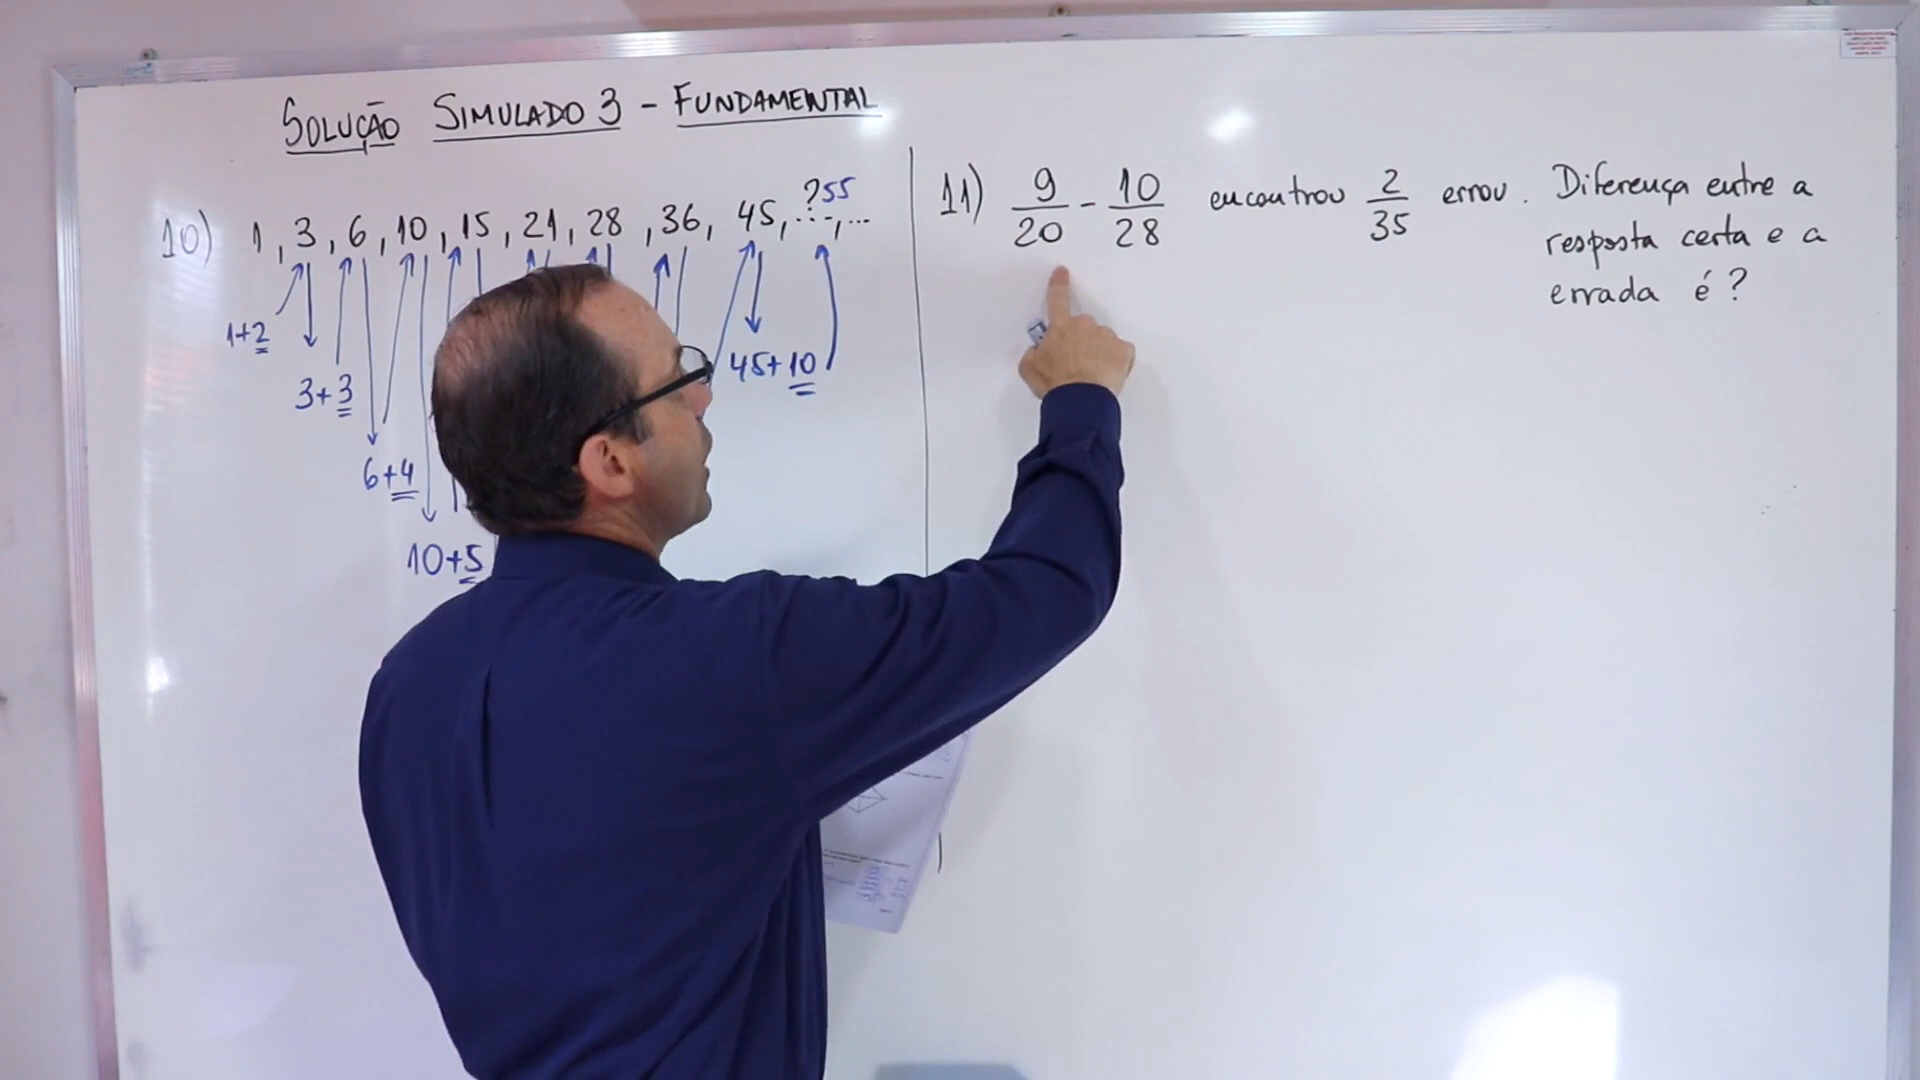 SOLUÇÃO SIMULADO 3 - FUNDAMENTAL
10) 1, 3, 6, 10, 15, 21, 28, 36, 45, ...?, ... 55
1+2
3+3
6+4
10+5
45+10
11) 9/20 - 10/28 encontrou 2/35 errou. Diferença entre a
resposta certa e a
errada é?